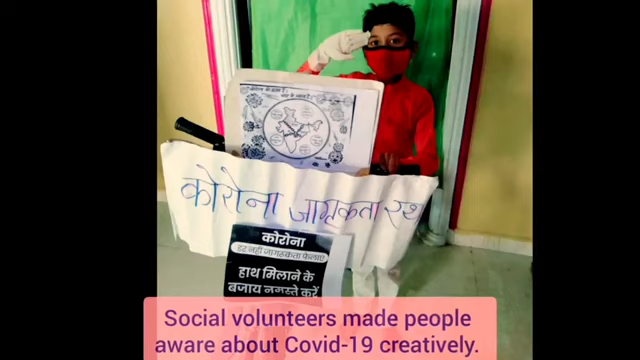 कोरोना जागरूकता रथ
कोरोना
डर नहीं जागरूकता फैलाएं
हाथ मिलाने के
बजाय नमस्ते करें
Social volunteers made people
aware about Covid-19 creatively.